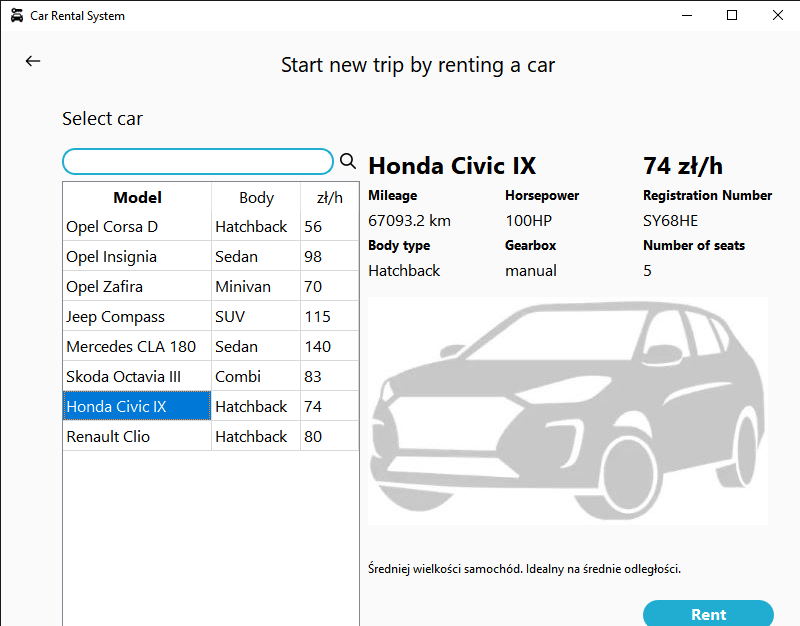 Car Rental System
Start new trip by renting a car
Select car
Model Body zł/h
Opel Corsa D Hatchback 56
Opel Insignia Sedan 98
Opel Zafira Minivan 70
Jeep Compass SUV 115
Mercedes CLA 180 Sedan 140
Skoda Octavia III Combi 83
Honda Civic IX Hatchback 74
Renault Clio Hatchback 80
Honda Civic IX 74 zł/h
Mileage Horsepower Registration Number
67093.2 km 100HP SY68HE
Body type Gearbox Number of seats
Hatchback manual 5
Średniej wielkości samochód. Idealny na średnie odległości.
Rent